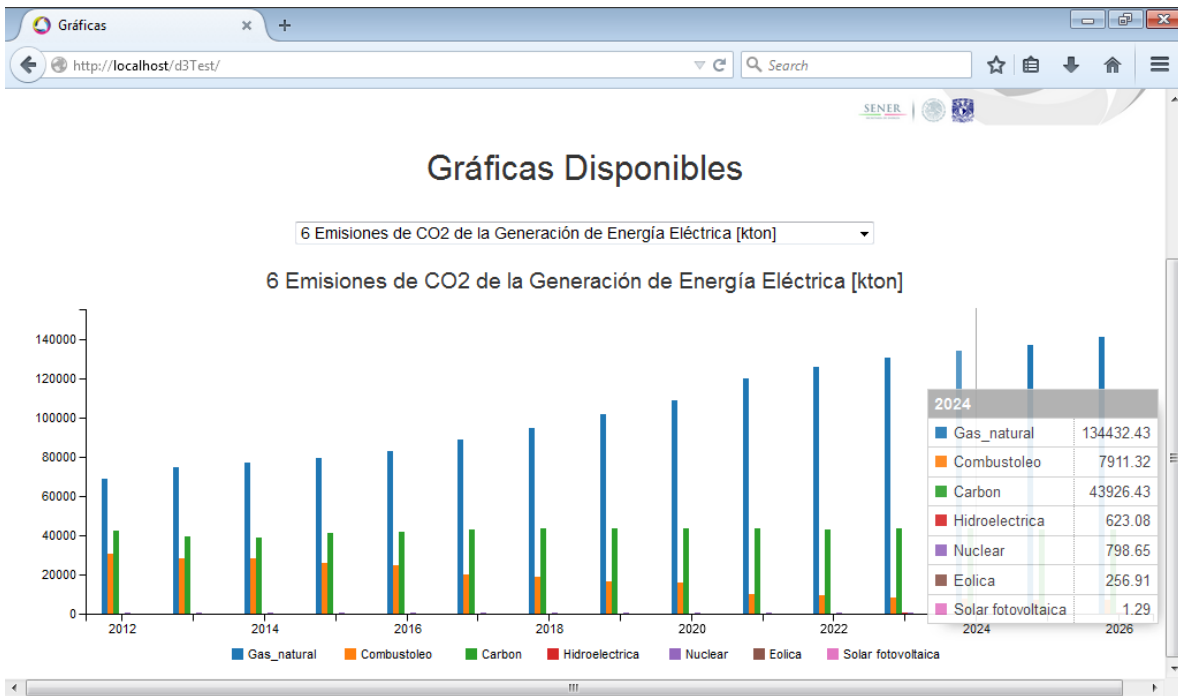 Gráficas
http://localhost/d3Test/
Search
SENER
Gráficas Disponibles
6 Emisiones de CO2 de la Generación de Energía Eléctrica [kton]
6 Emisiones de CO2 de la Generación de Energía Eléctrica [kton]
140000
120000
100000
80000
60000
40000
20000
0
2012 2014 2016 2018 2020 2022 2024 2026
2024
Gas_natural 134432.43
Combustoleo 7911.32
Carbon 43926.43
Hidroelectrica 623.08
Nuclear 798.65
Eolica 256.91
Solar fotovoltaica 1.29
Gas_natural Combustoleo Carbon Hidroelectrica Nuclear Eolica Solar fotovoltaica